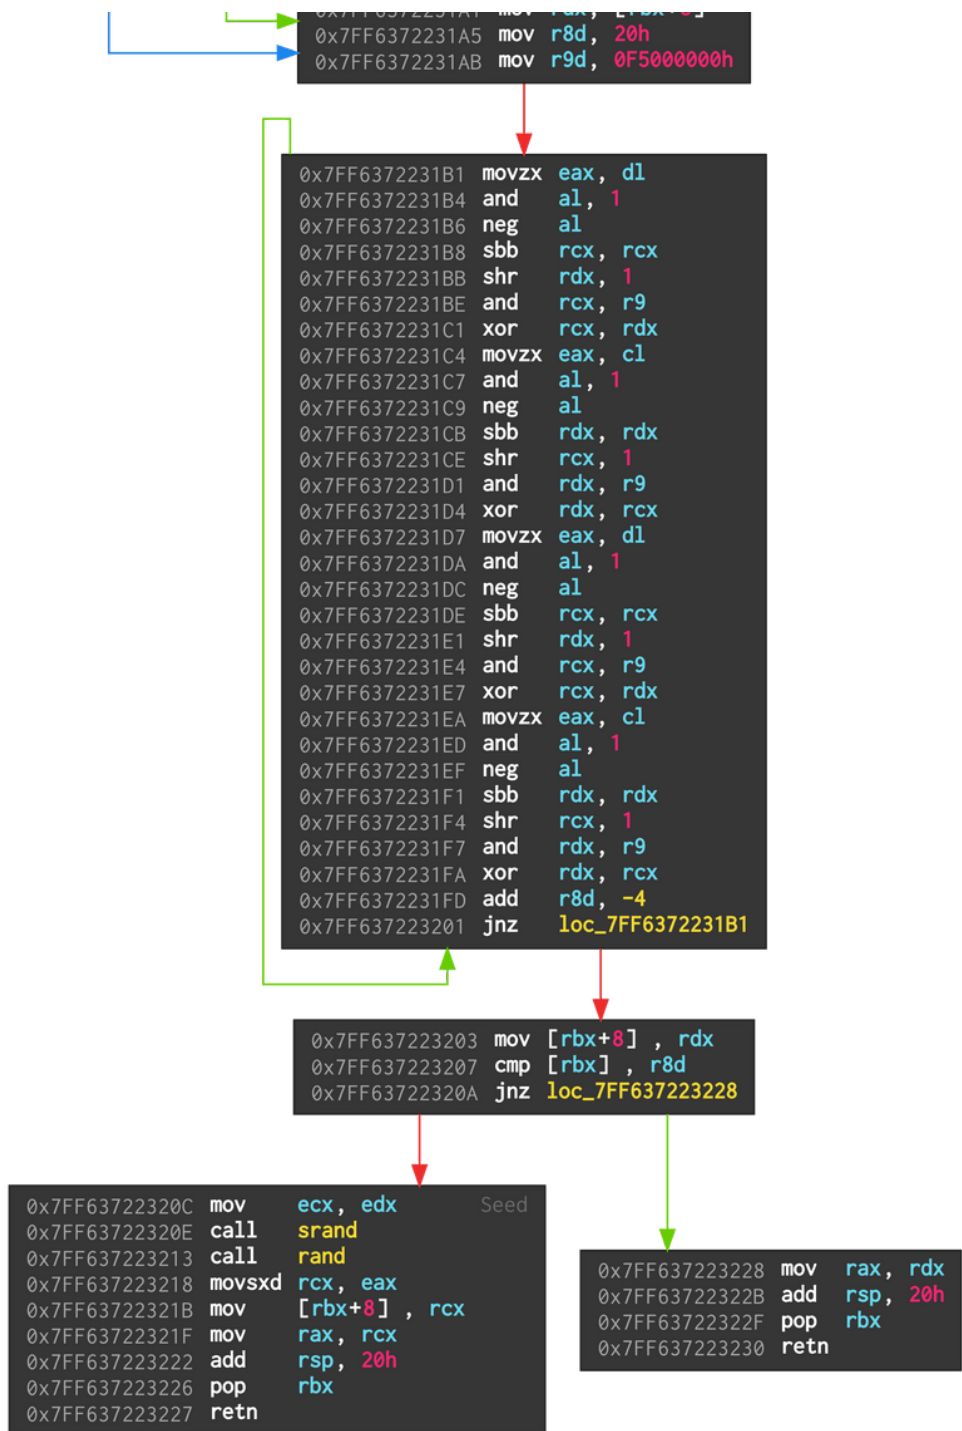 0x7FF6372231A1 mov rdx, [rbx+8]
0x7FF6372231A5 mov r8d, 20h
0x7FF6372231AB mov r9d, 0F5000000h
0x7FF6372231B1 movzx eax, dl
0x7FF6372231B4 and al, 1
0x7FF6372231B6 neg al
0x7FF6372231B8 sbb rcx, rcx
0x7FF6372231BB shr rdx, 1
0x7FF6372231BE and rcx, r9
0x7FF6372231C1 xor rcx, rdx
0x7FF6372231C4 movzx eax, cl
0x7FF6372231C7 and al, 1
0x7FF6372231C9 neg al
0x7FF6372231CB sbb rdx, rdx
0x7FF6372231CE shr rcx, 1
0x7FF6372231D1 and rdx, r9
0x7FF6372231D4 xor rdx, rcx
0x7FF6372231D7 movzx eax, dl
0x7FF6372231DA and al, 1
0x7FF6372231DC neg al
0x7FF6372231DE sbb rcx, rcx
0x7FF6372231E1 shr rdx, 1
0x7FF6372231E4 and rcx, r9
0x7FF6372231E7 xor rcx, rdx
0x7FF6372231EA movzx eax, cl
0x7FF6372231ED and al, 1
0x7FF6372231EF neg al
0x7FF6372231F1 sbb rdx, rdx
0x7FF6372231F4 shr rcx, 1
0x7FF6372231F7 and rdx, r9
0x7FF6372231FA xor rdx, rcx
0x7FF6372231FD add r8d, -4
0x7FF637223201 jnz loc_7FF6372231B1
0x7FF637223203 mov [rbx+8] , rdx
0x7FF637223207 cmp [rbx] , r8d
0x7FF63722320A jnz loc_7FF637223228
0x7FF63722320C mov ecx, edx Seed
0x7FF63722320E call srand
0x7FF637223213 call rand
0x7FF637223218 movsxd rcx, eax
0x7FF63722321B mov [rbx+8] , rcx
0x7FF63722321F mov rax, rcx
0x7FF637223222 add rsp, 20h
0x7FF637223226 pop rbx
0x7FF637223227 retn
0x7FF637223228 mov rax, rdx
0x7FF63722322B add rsp, 20h
0x7FF63722322F pop rbx
0x7FF637223230 retn